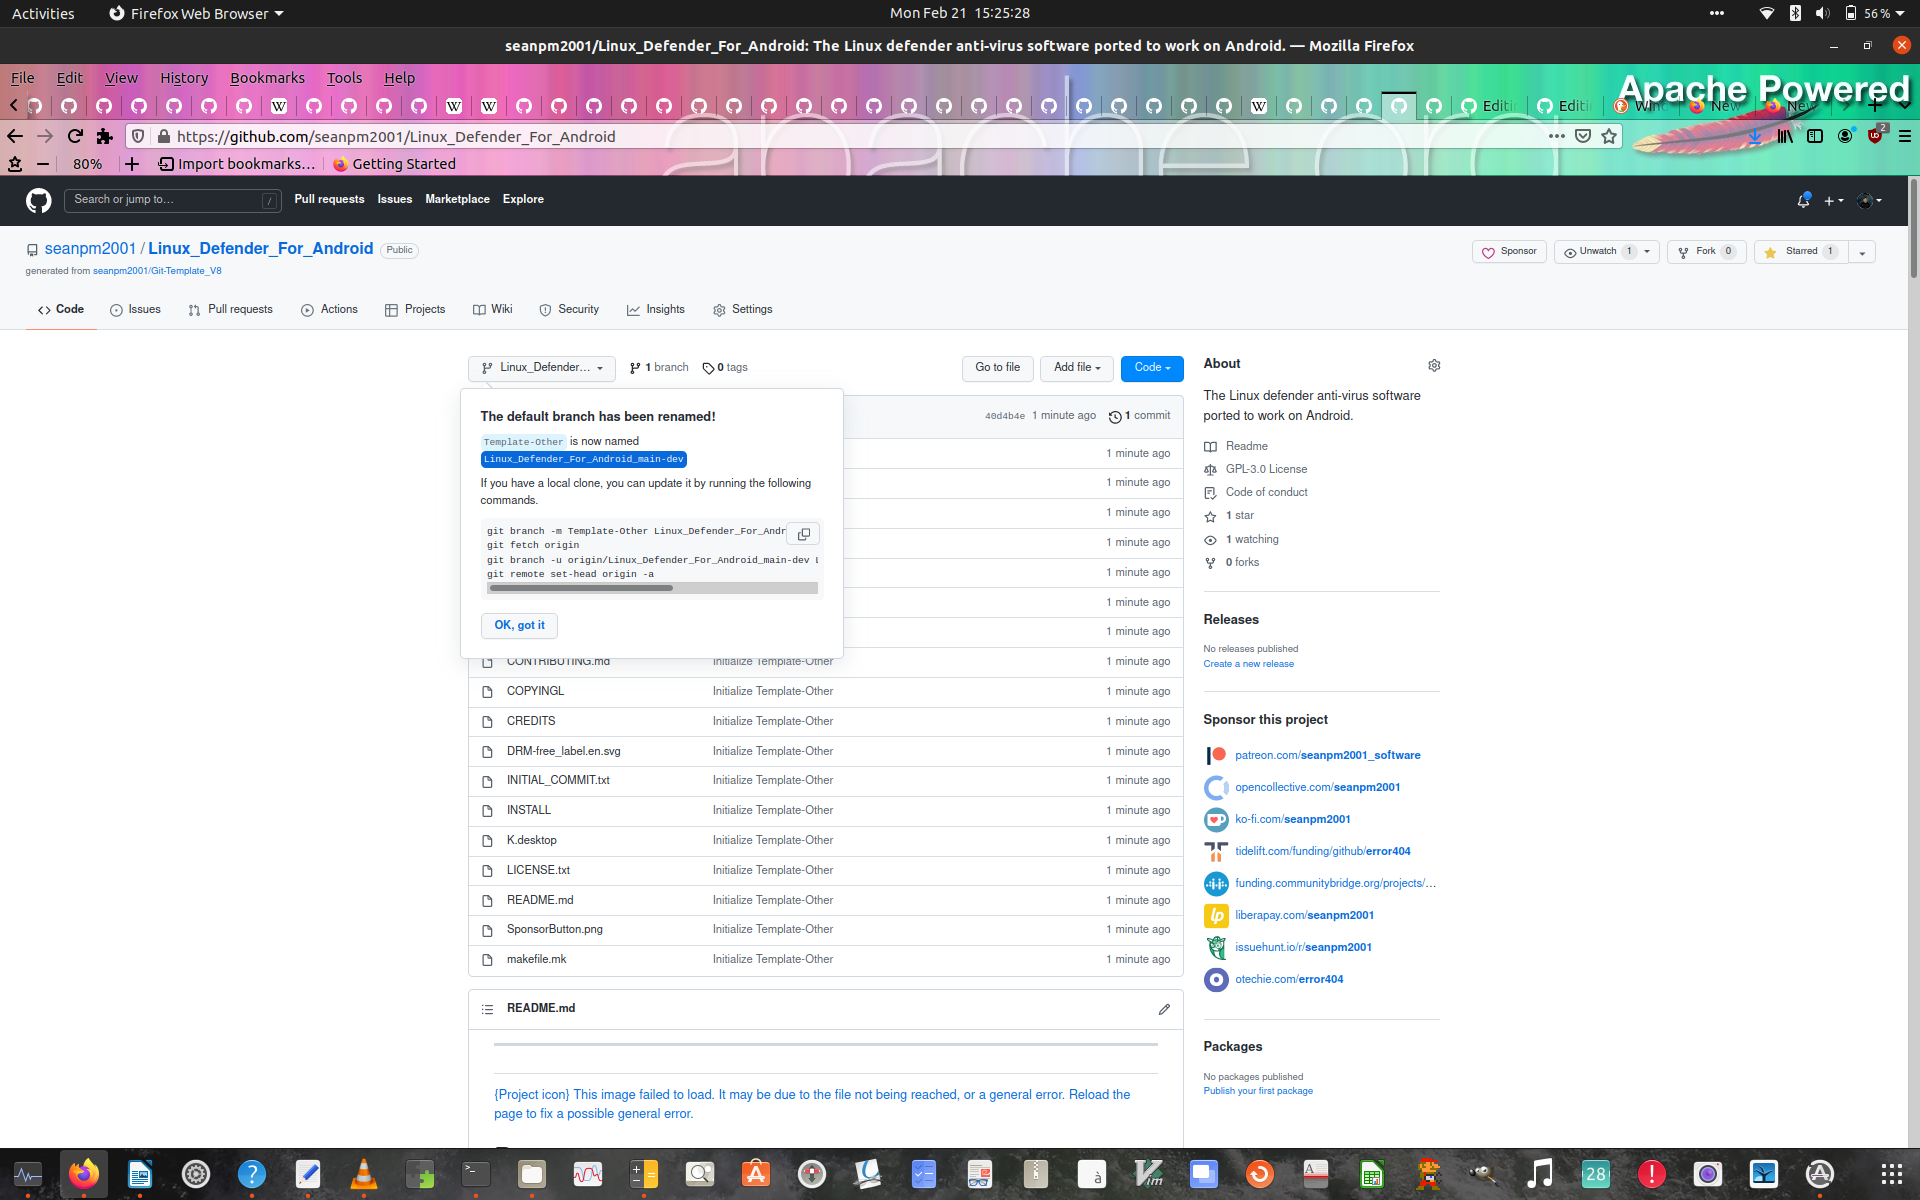 Activities Firefox Web Browser Mon Feb 21 15:25:28 56 %
seanpm2001/Linux_Defender_For_Android: The Linux defender anti-virus software ported to work on Android. — Mozilla Firefox
File Edit View History Bookmarks Tools Help
Apache Powered
W W W W Editin Editin New New
https://github.com/seanpm2001/Linux_Defender_For_Android 2
80% Import bookmarks... Getting Started
apache org
Search or jump to... / Pull requests Issues Marketplace Explore
seanpm2001 / Linux_Defender_For_Android Public
Sponsor Unwatch 1 Fork 0 Starred 1
generated from seanpm2001/Git-Template_V8
Code Issues Pull requests Actions Projects Wiki Security Insights Settings
Linux_Defender... 1 branch 0 tags Go to file Add file Code
The default branch has been renamed!
Template-Other is now named
Linux_Defender_For_Android_main-dev
If you have a local clone, you can update it by running the following
commands.
git branch -m Template-Other Linux_Defender_For_Andr
git fetch origin
git branch -u origin/Linux_Defender_For_Android_main-dev L
git remote set-head origin -a
OK, got it
40d4b4e 1 minute ago 1 commit
1 minute ago
1 minute ago
1 minute ago
1 minute ago
1 minute ago
1 minute ago
1 minute ago
CONTRIBUTING.md Initialize Template-Other 1 minute ago
COPYINGL Initialize Template-Other 1 minute ago
CREDITS Initialize Template-Other 1 minute ago
DRM-free_label.en.svg Initialize Template-Other 1 minute ago
INITIAL_COMMIT.txt Initialize Template-Other 1 minute ago
INSTALL Initialize Template-Other 1 minute ago
K.desktop Initialize Template-Other 1 minute ago
LICENSE.txt Initialize Template-Other 1 minute ago
README.md Initialize Template-Other 1 minute ago
SponsorButton.png Initialize Template-Other 1 minute ago
makefile.mk Initialize Template-Other 1 minute ago
README.md
{Project icon} This image failed to load. It may be due to the file not being reached, or a general error. Reload the
page to fix a possible general error.
About
The Linux defender anti-virus software
ported to work on Android.
Readme
GPL-3.0 License
Code of conduct
1 star
1 watching
0 forks
Releases
No releases published
Create a new release
Sponsor this project
patreon.com/seanpm2001_software
opencollective.com/seanpm2001
ko-fi.com/seanpm2001
tidelift.com/funding/github/error404
funding.communitybridge.org/projects/...
lp liberapay.com/seanpm2001
issuehunt.io/r/seanpm2001
otechie.com/error404
Packages
No packages published
Publish your first package
28